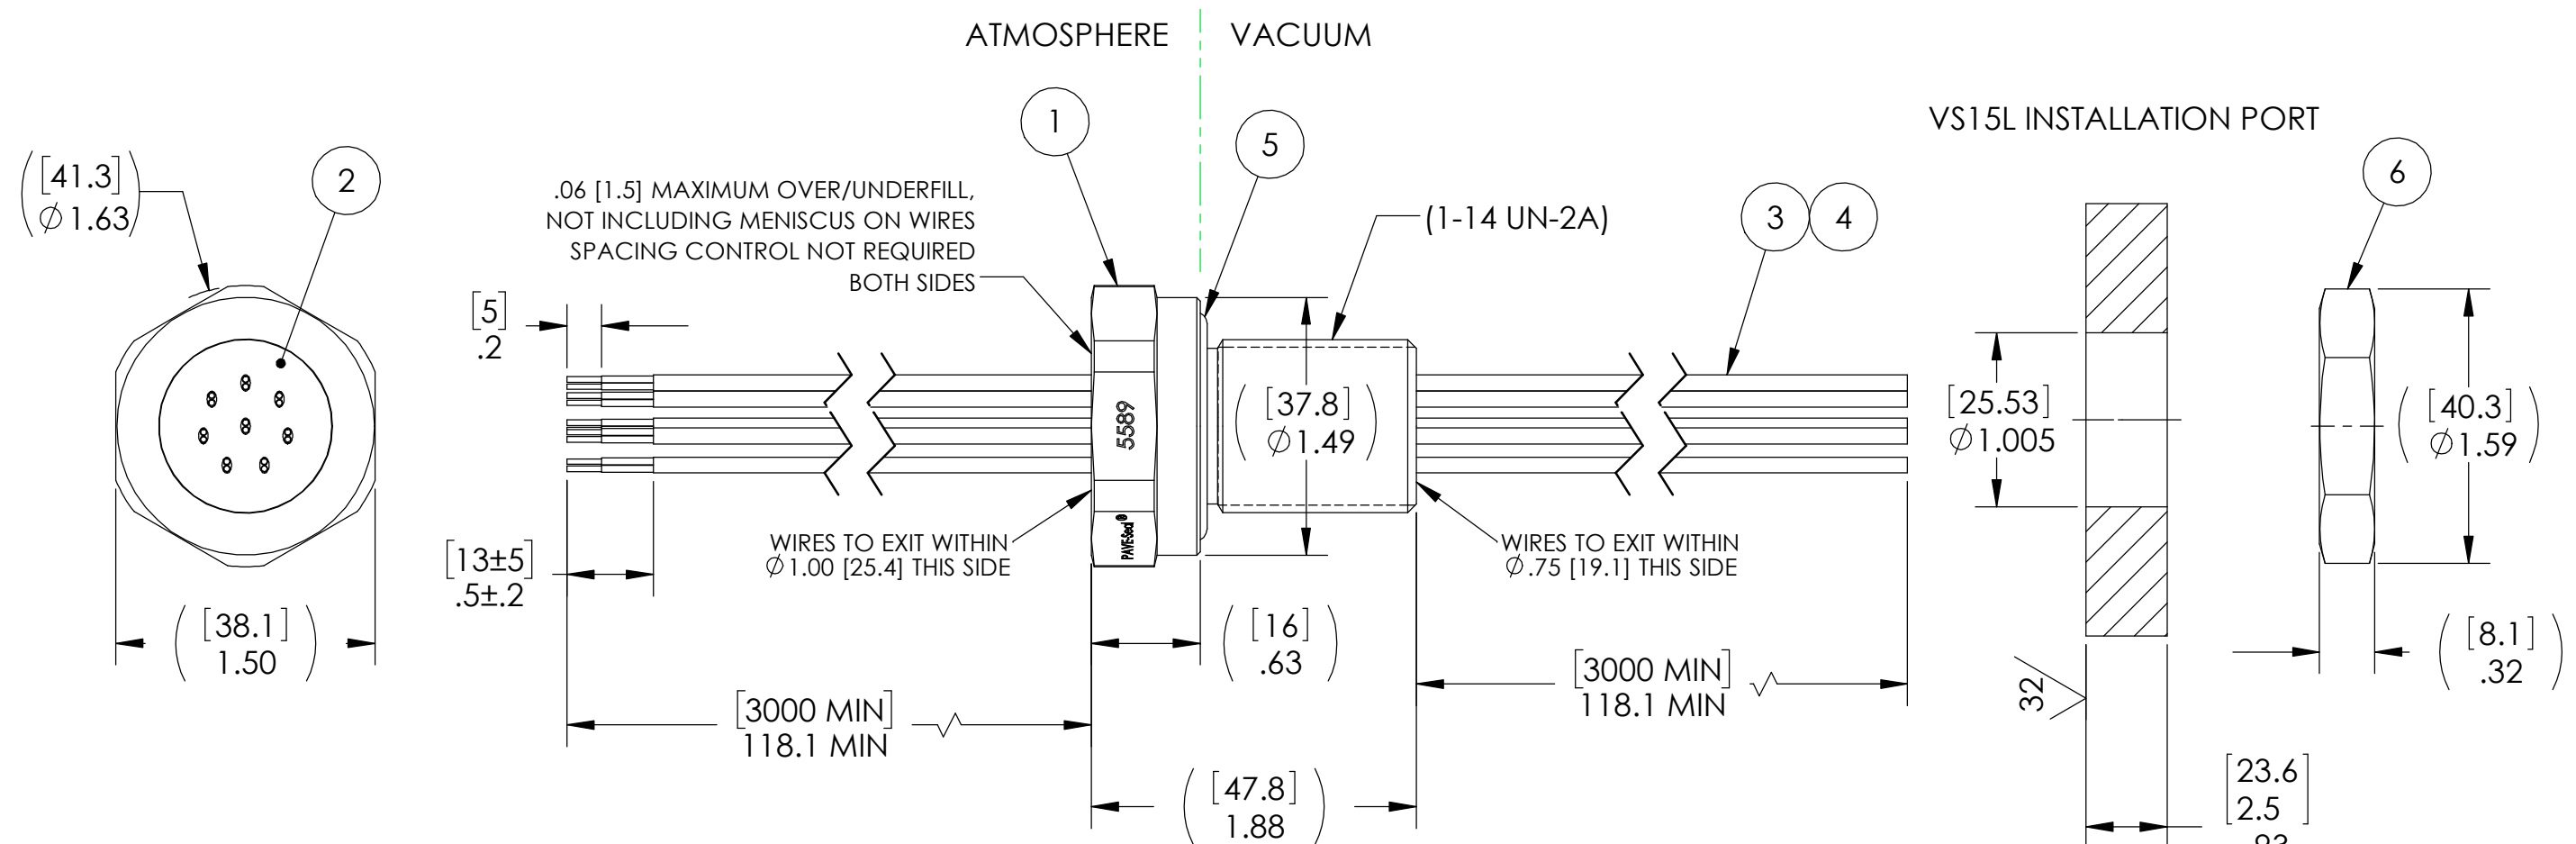 ATMOSPHERE
VACUUM
VS15L INSTALLATION PORT
1
5
6
2
3
4
([41.3]
Ø1.63)
.06 [1.5] MAXIMUM OVER/UNDERFILL,
NOT INCLUDING MENISCUS ON WIRES
SPACING CONTROL NOT REQUIRED
BOTH SIDES
(1-14 UN-2A)
[5]
.2
5589
PAVE-Seal®
([37.8]
Ø1.49)
[25.53]
Ø1.005
([40.3]
Ø1.59)
WIRES TO EXIT WITHIN
Ø1.00 [25.4] THIS SIDE
WIRES TO EXIT WITHIN
Ø.75 [19.1] THIS SIDE
[13±5]
.5±.2
([38.1]
1.50)
([16]
.63)
[3000 MIN]
118.1 MIN
[3000 MIN]
118.1 MIN
32
([8.1]
.32)
([47.8]
1.88)
[23.6
2.5]